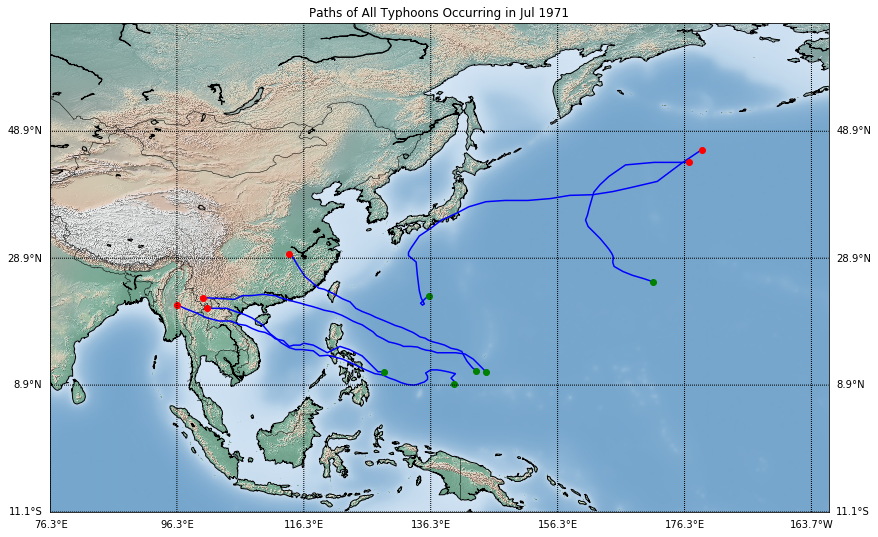 Paths of All Typhoons Occurring in Jul 1971
48.9°N 48.9°N
28.9°N 28.9°N
8.9°N 8.9°N
11.1°S 11.1°S
76.3°E 96.3°E 116.3°E 136.3°E 156.3°E 176.3°E 163.7°W